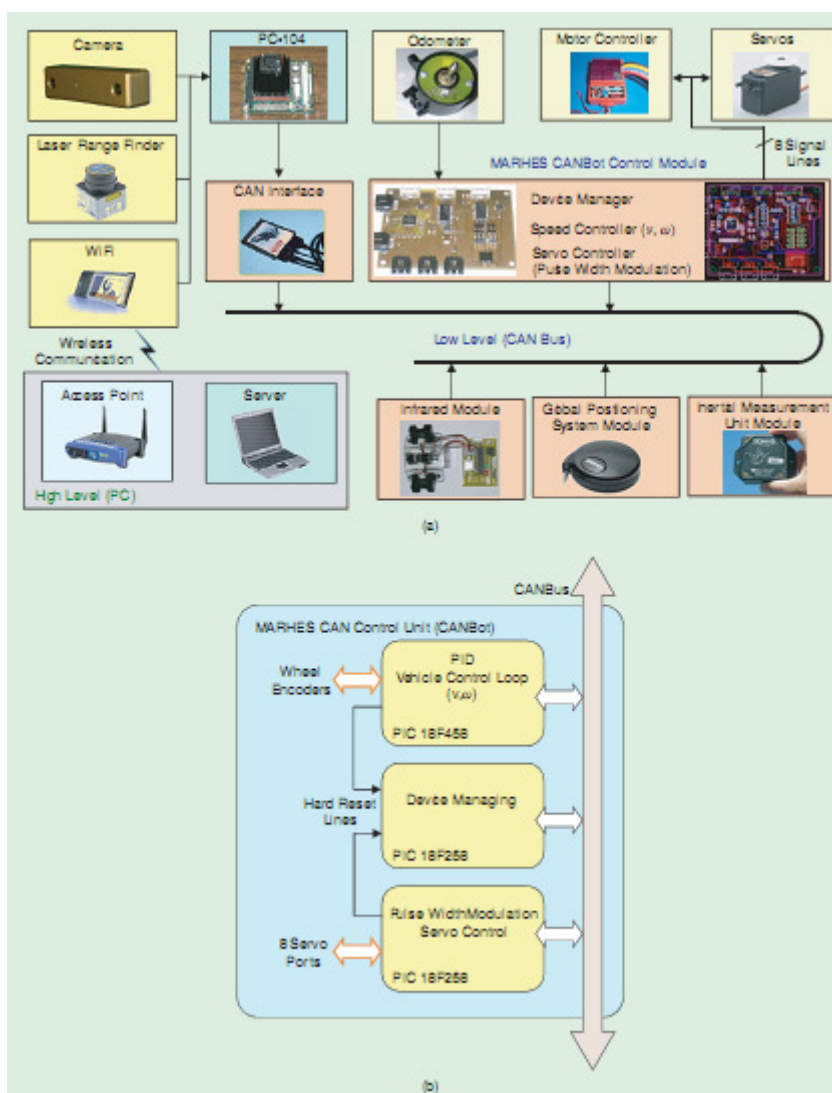 Camera
PC•104
Odometer
Motor Controller
Servos
Laser Range Finder
8 Signal
Lines
MARHES CANBot Control Module
CAN Interface
Device Manager
Speed Controller (v, ω)
Servo Controller
(Puse Width Modulation)
WiFi
Wireless
Communication
Low Level (CAN Bus)
Access Point
Server
High Level (PC)
Infrared Module
Global Positioning
System Module
Inertial Measurement
Unit Module
(a)
CANBus
MARHES CAN Control Unit (CANBot)
PID
Vehicle Control Loop
(v,ω)
PIC 18F458
Wheel
Encoders
Hard Reset
Lines
Device Managing
PIC 18F258
Pulse WidthModulation
Servo Control
PIC 18F258
8 Servo
Ports
(b)